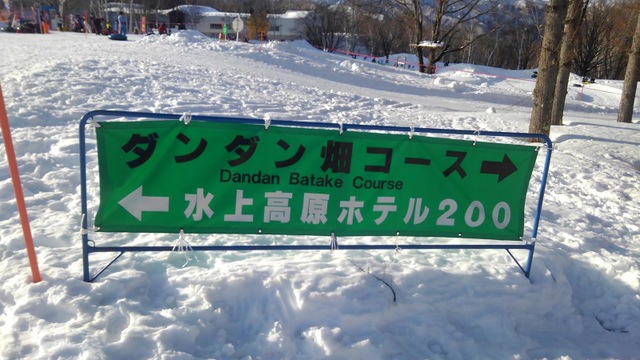 ダンダン畑コース →
Dandan Batake Course
← 水上高原ホテル200